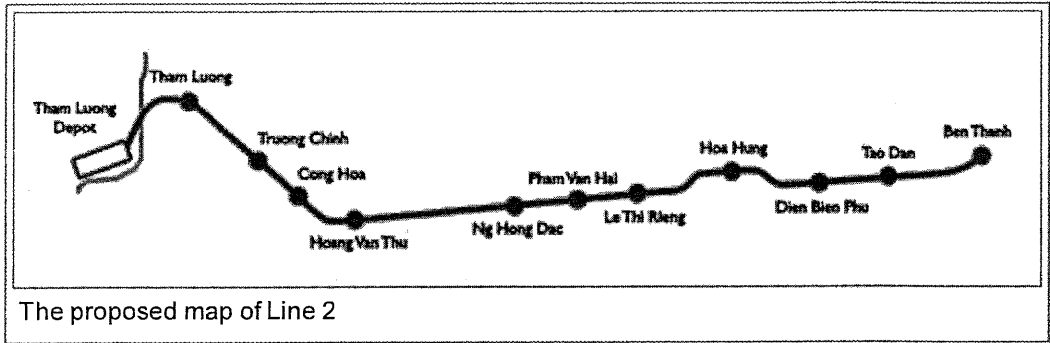 Tham Luong
Tham Luong
Depot
Truong Chinh
Cong Hoa
Hoang Van Thu
Ng Hong Dac
Pham Van Hai
Le Thi Rieng
Hoa Hung
Dien Bien Phu
Tao Dan
Ben Thanh
The proposed map of Line 2